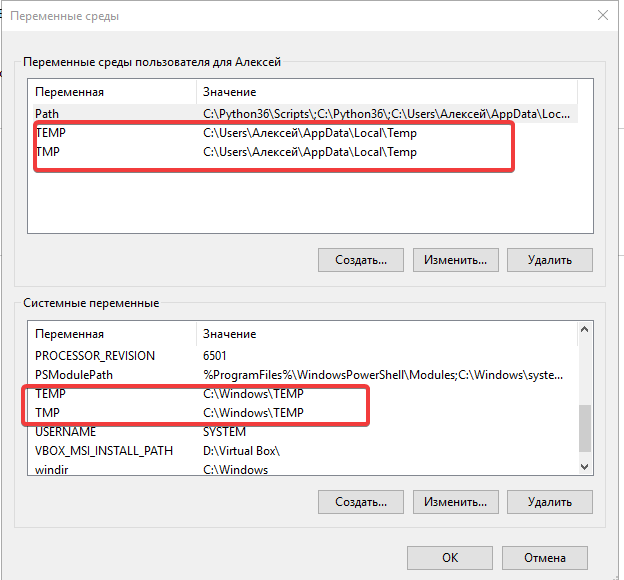 Переменные среды
Переменные среды пользователя для Алексей
Переменная Значение
Path C:\Python36\Scripts\;C:\Python36\;C:\Users\Алексей\AppData\Loc...
TEMP C:\Users\Алексей\AppData\Local\Temp
TMP C:\Users\Алексей\AppData\Local\Temp
Создать... Изменить... Удалить
Системные переменные
Переменная Значение
PROCESSOR_REVISION 6501
PSModulePath %ProgramFiles%\WindowsPowerShell\Modules;C:\Windows\syste...
TEMP C:\Windows\TEMP
TMP C:\Windows\TEMP
USERNAME SYSTEM
VBOX_MSI_INSTALL_PATH D:\Virtual Box\
windir C:\Windows
Создать... Изменить... Удалить
OK Отмена